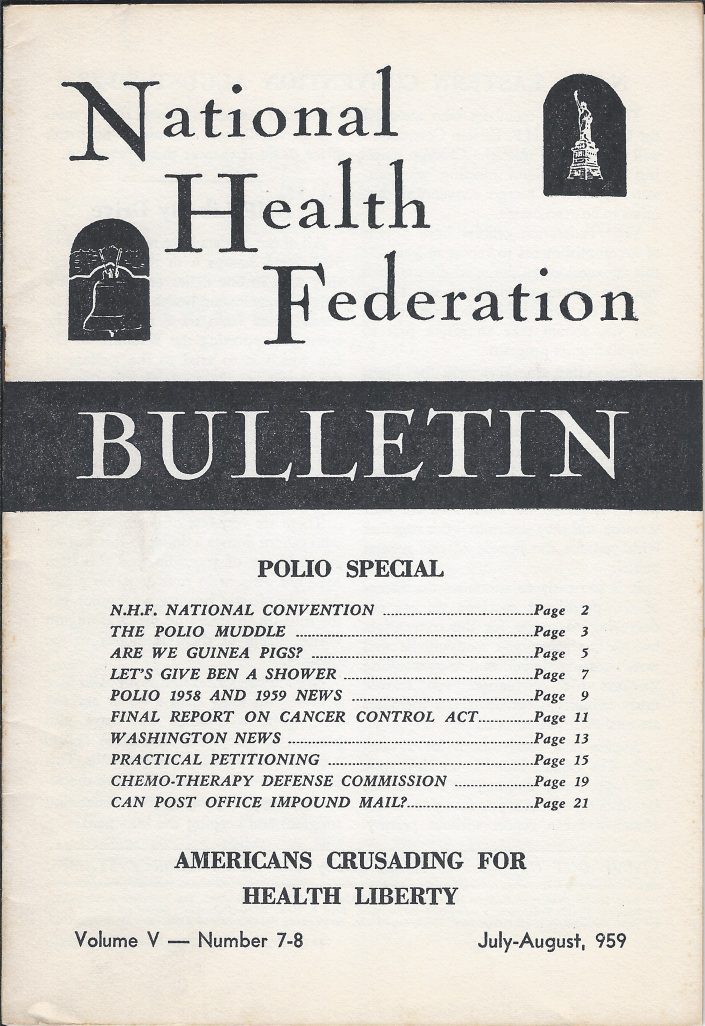 National
Health
Federation
BULLETIN
POLIO SPECIAL
N.H.F. NATIONAL CONVENTION ........................Page 2
THE POLIO MUDDLE ........................Page 3
ARE WE GUINEA PIGS? ........................Page 5
LET'S GIVE BEN A SHOWER ........................Page 7
POLIO 1958 AND 1959 NEWS ........................Page 9
FINAL REPORT ON CANCER CONTROL ACT............Page 11
WASHINGTON NEWS ........................Page 13
PRACTICAL PETITIONING ........................Page 15
CHEMO-THERAPY DEFENSE COMMISSION ................Page 19
CAN POST OFFICE IMPOUND MAIL?........................Page 21
AMERICANS CRUSADING FOR
HEALTH LIBERTY
Volume V — Number 7-8 July-August, 959